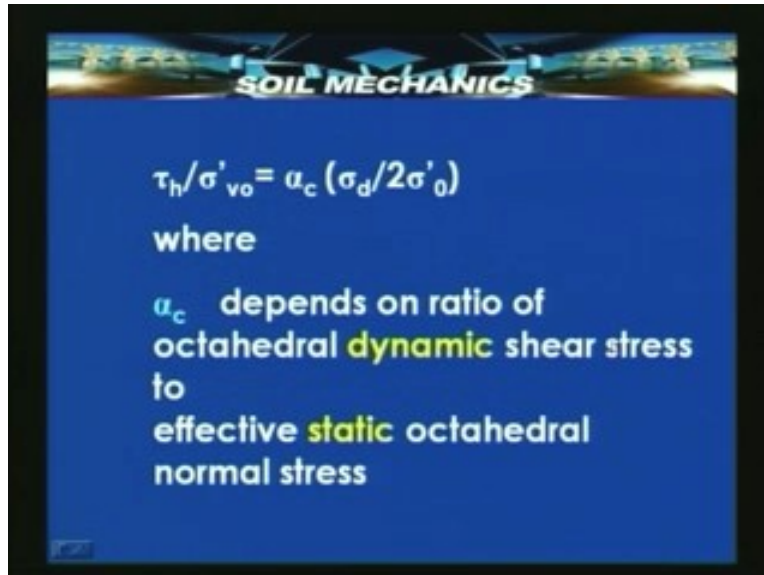 SOIL MECHANICS
τh/σ'vo= αc (σd/2σ'0)
where
αc depends on ratio of
octahedral dynamic shear stress
to
effective static octahedral
normal stress